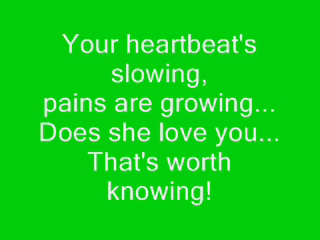 Your heartbeat's
slowing,
pains are growing...
Does she love you...
That's worth
knowing!